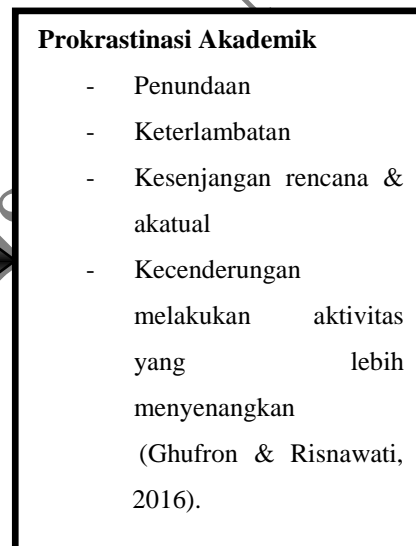 Prokrastinasi Akademik
- Penundaan
- Keterlambatan
- Kesenjangan rencana &
akatual
- Kecenderungan
melakukan aktivitas
yang lebih
menyenangkan
(Ghufron & Risnawati,
2016).